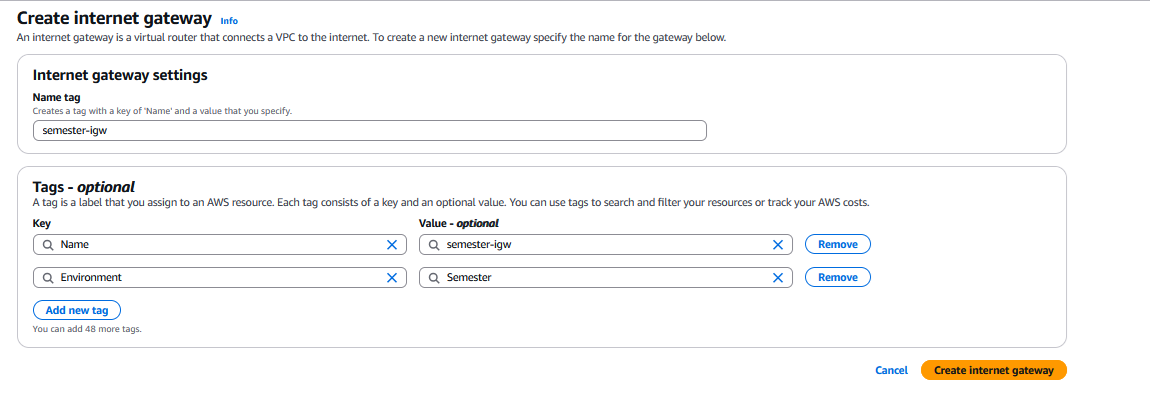 Create internet gateway Info
An internet gateway is a virtual router that connects a VPC to the internet. To create a new internet gateway specify the name for the gateway below.
Internet gateway settings
Name tag
Creates a tag with a key of 'Name' and a value that you specify.
semester-igw
Tags - optional
A tag is a label that you assign to an AWS resource. Each tag consists of a key and an optional value. You can use tags to search and filter your resources or track your AWS costs.
Key Value - optional
Name semester-igw Remove
Environment Semester Remove
Add new tag
You can add 48 more tags.
Cancel Create internet gateway